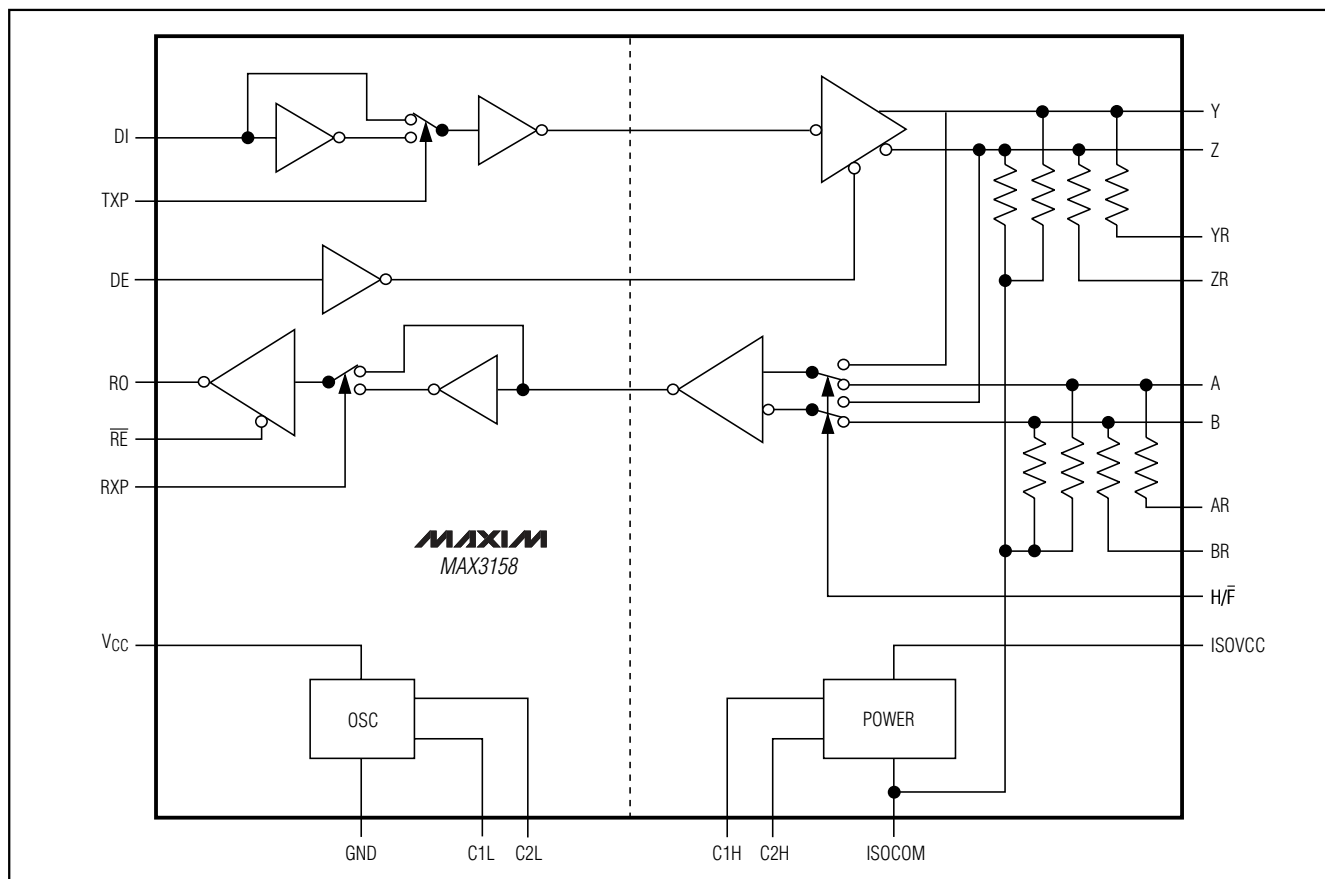 DI
TXP
DE
RO
RE
RXP
VCC
Y
Z
YR
ZR
A
B
AR
BR
H/F̅
ISOVCC
MAXIM
MAX3158
OSC
POWER
GND
C1L
C2L
C1H
C2H
ISOCOM